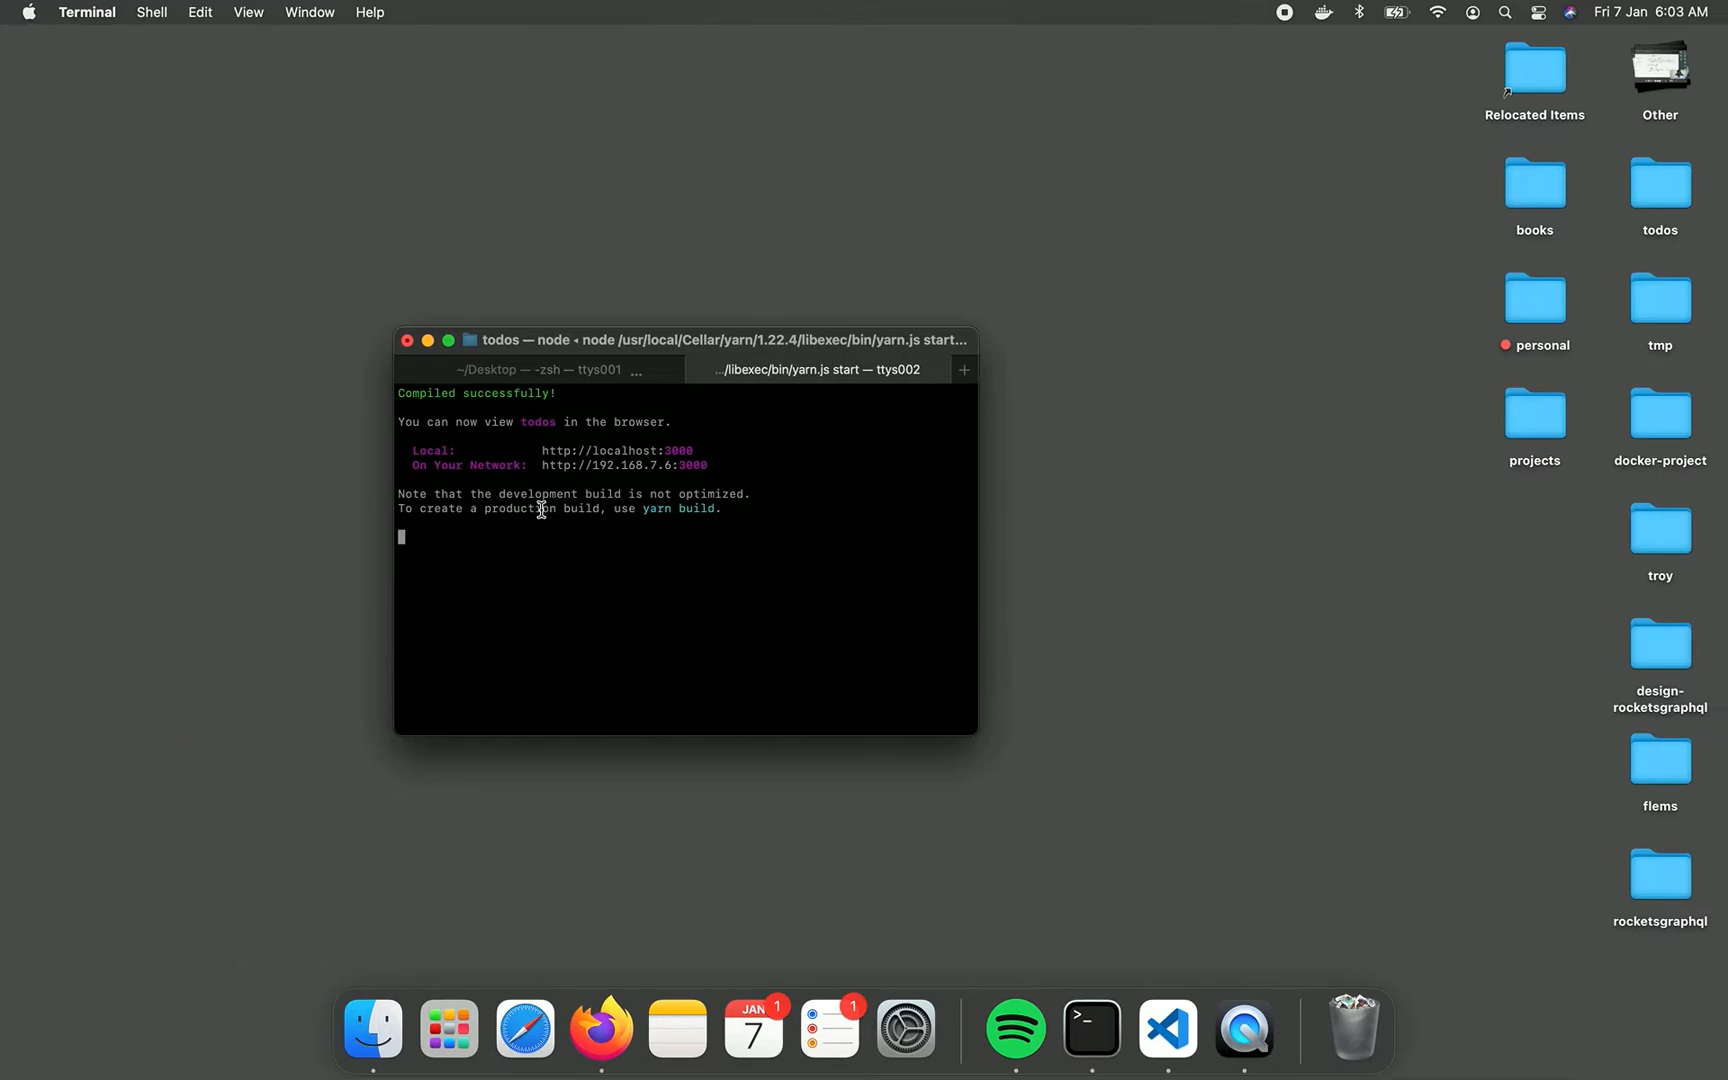 Terminal Shell Edit View Window Help Fri 7 Jan 6:03 AM
Relocated Items
Other
books
todos
personal
tmp
projects
docker-project
troy
design-
rocketsgraphql
flems
rocketsgraphql
todos — node ◂ node /usr/local/Cellar/yarn/1.22.4/libexec/bin/yarn.js start...
~/Desktop — -zsh — ttys001 ...
.../libexec/bin/yarn.js start — ttys002 +
Compiled successfully!
You can now view todos in the browser.
Local: http://localhost:3000
On Your Network: http://192.168.7.6:3000
Note that the development build is not optimized.
To create a production build, use yarn build.
JAN 1
7
1
>_